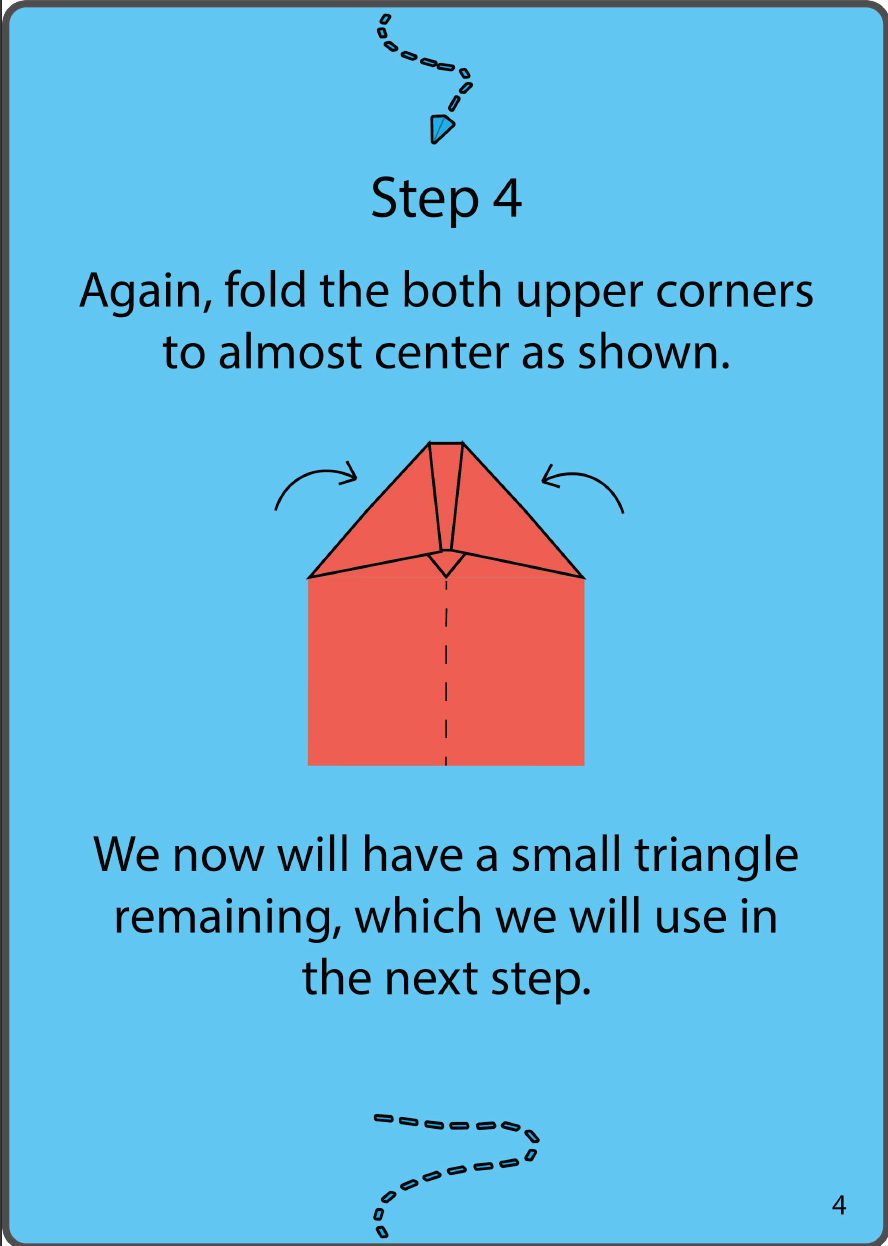 Step 4
Again, fold the both upper corners
to almost center as shown.
We now will have a small triangle
remaining, which we will use in
the next step.
4